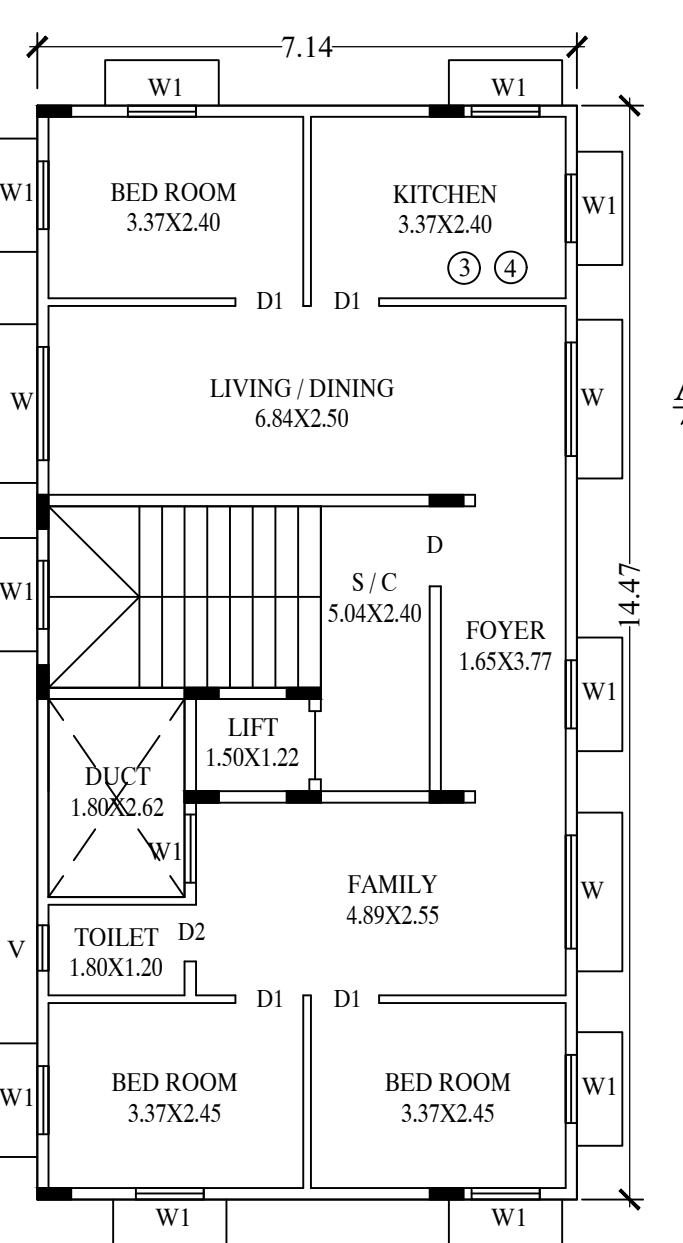 7.14
W1
W1
W1
BED ROOM
3.37X2.40
KITCHEN
3.37X2.40
W1
3
4
D1
D1
W
LIVING / DINING
6.84X2.50
W
D
W1
S / C
5.04X2.40
14.47
FOYER
1.65X3.77
W1
LIFT
1.50X1.22
DUCT
1.80X2.62
W1
FAMILY
4.89X2.55
W
V
TOILET
1.80X1.20
D2
D1
D1
W1
BED ROOM
3.37X2.45
BED ROOM
3.37X2.45
W1
W1
W1